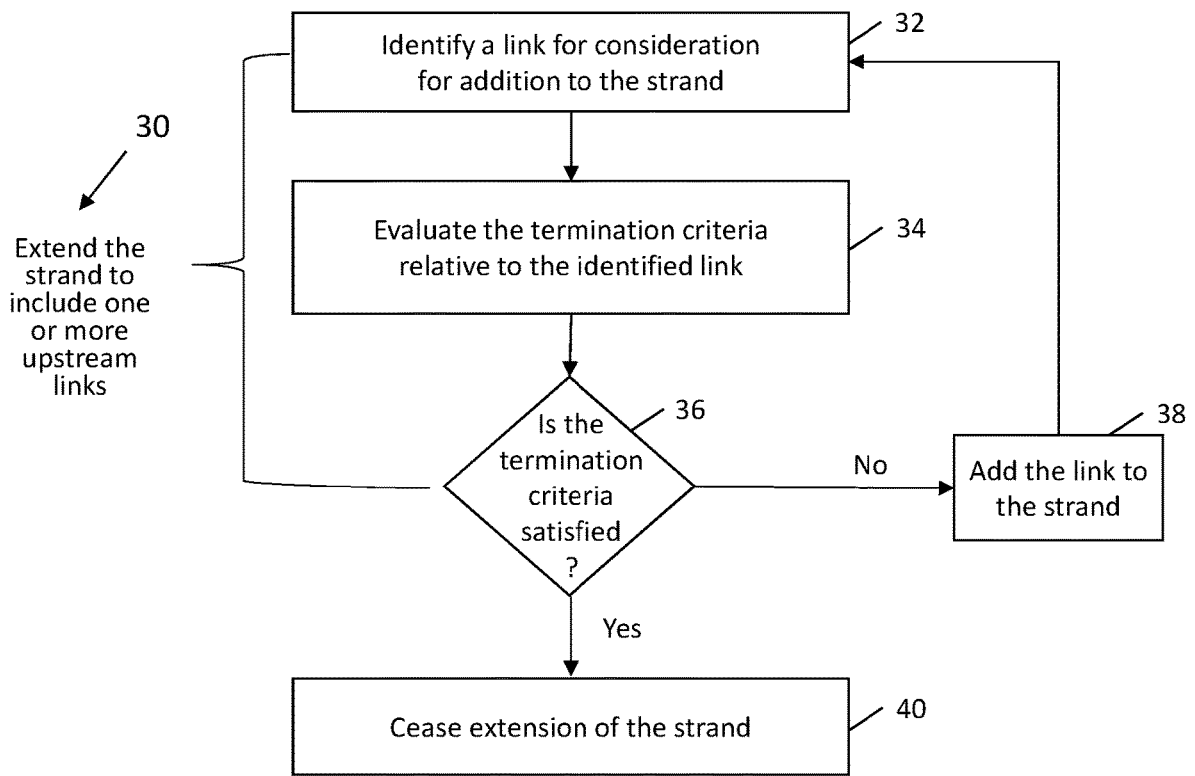 Identify a link for consideration
for addition to the strand
32
30
Extend the
strand to
include one
or more
upstream
links
Evaluate the termination criteria
relative to the identified link
34
Is the
termination
criteria
satisfied
?
36
No
38
Add the link to
the strand
Yes
Cease extension of the strand
40